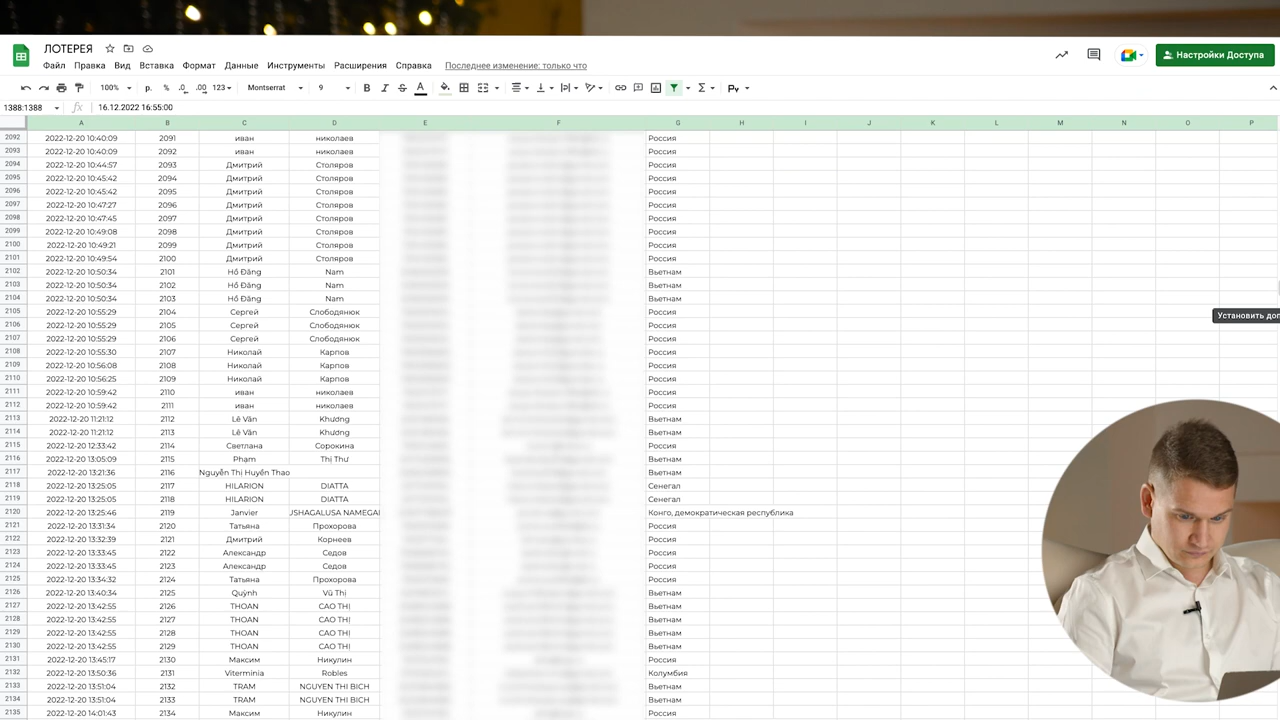 ЛОТЕРЕЯ
Файл Правка Вид Вставка Формат Данные Инструменты Расширения Справка Последнее изменение: только что
Настройки Доступа
100% р. % .0 .00 123 Montserrat 9
1388:1388 fx 16.12.2022 16:55:00
A B C D E F G H I J K L M N O P
2092 2022-12-20 10:40:09 2091 иван николаев Россия
2093 2022-12-20 10:40:09 2092 иван николаев Россия
2094 2022-12-20 10:44:57 2093 Дмитрий Столяров Россия
2095 2022-12-20 10:45:42 2094 Дмитрий Столяров Россия
2096 2022-12-20 10:45:42 2095 Дмитрий Столяров Россия
2097 2022-12-20 10:47:27 2096 Дмитрий Столяров Россия
2098 2022-12-20 10:47:45 2097 Дмитрий Столяров Россия
2099 2022-12-20 10:49:08 2098 Дмитрий Столяров Россия
2100 2022-12-20 10:49:21 2099 Дмитрий Столяров Россия
2101 2022-12-20 10:49:54 2100 Дмитрий Столяров Россия
2102 2022-12-20 10:50:34 2101 Hồ Đăng Nam Вьетнам
2103 2022-12-20 10:50:34 2102 Hồ Đăng Nam Вьетнам
2104 2022-12-20 10:50:34 2103 Hồ Đăng Nam Вьетнам
2105 2022-12-20 10:55:29 2104 Сергей Слободянюк Россия
2106 2022-12-20 10:55:29 2105 Сергей Слободянюк Россия
2107 2022-12-20 10:55:29 2106 Сергей Слободянюк Россия
2108 2022-12-20 10:55:30 2107 Николай Карпов Россия
2109 2022-12-20 10:56:08 2108 Николай Карпов Россия
2110 2022-12-20 10:56:25 2109 Николай Карпов Россия
2111 2022-12-20 10:59:42 2110 иван николаев Россия
2112 2022-12-20 10:59:42 2111 иван николаев Россия
2113 2022-12-20 11:21:12 2112 Lê Văn Khương Вьетнам
2114 2022-12-20 11:21:12 2113 Lê Văn Khương Вьетнам
2115 2022-12-20 12:33:42 2114 Светлана Сорокина Россия
2116 2022-12-20 13:05:09 2115 Phạm Thị Thư Вьетнам
2117 2022-12-20 13:21:36 2116 Nguyễn Thị Huyền Thao Вьетнам
2118 2022-12-20 13:25:05 2117 HILARION DIATTA Сенегал
2119 2022-12-20 13:25:05 2118 HILARION DIATTA Сенегал
2120 2022-12-20 13:25:46 2119 Janvier USHAGALUSA NAMEGA Конго, демократическая республика
2121 2022-12-20 13:31:34 2120 Татьяна Прохорова Россия
2122 2022-12-20 13:32:39 2121 Дмитрий Корнеев Россия
2123 2022-12-20 13:33:45 2122 Александр Седов Россия
2124 2022-12-20 13:33:45 2123 Александр Седов Россия
2125 2022-12-20 13:34:32 2124 Татьяна Прохорова Россия
2126 2022-12-20 13:40:34 2125 Quỳnh Vũ Thị Вьетнам
2127 2022-12-20 13:42:55 2126 THOAN CAO THỊ Вьетнам
2128 2022-12-20 13:42:55 2127 THOAN CAO THỊ Вьетнам
2129 2022-12-20 13:42:55 2128 THOAN CAO THỊ Вьетнам
2130 2022-12-20 13:42:55 2129 THOAN CAO THỊ Вьетнам
2131 2022-12-20 13:45:17 2130 Максим Никулин Россия
2132 2022-12-20 13:50:36 2131 Viterminia Robles Колумбия
2133 2022-12-20 13:51:04 2132 TRAM NGUYEN THI BICH Вьетнам
2134 2022-12-20 13:51:04 2133 TRAM NGUYEN THI BICH Вьетнам
2135 2022-12-20 14:01:43 2134 Максим Никулин Россия
Установить доп